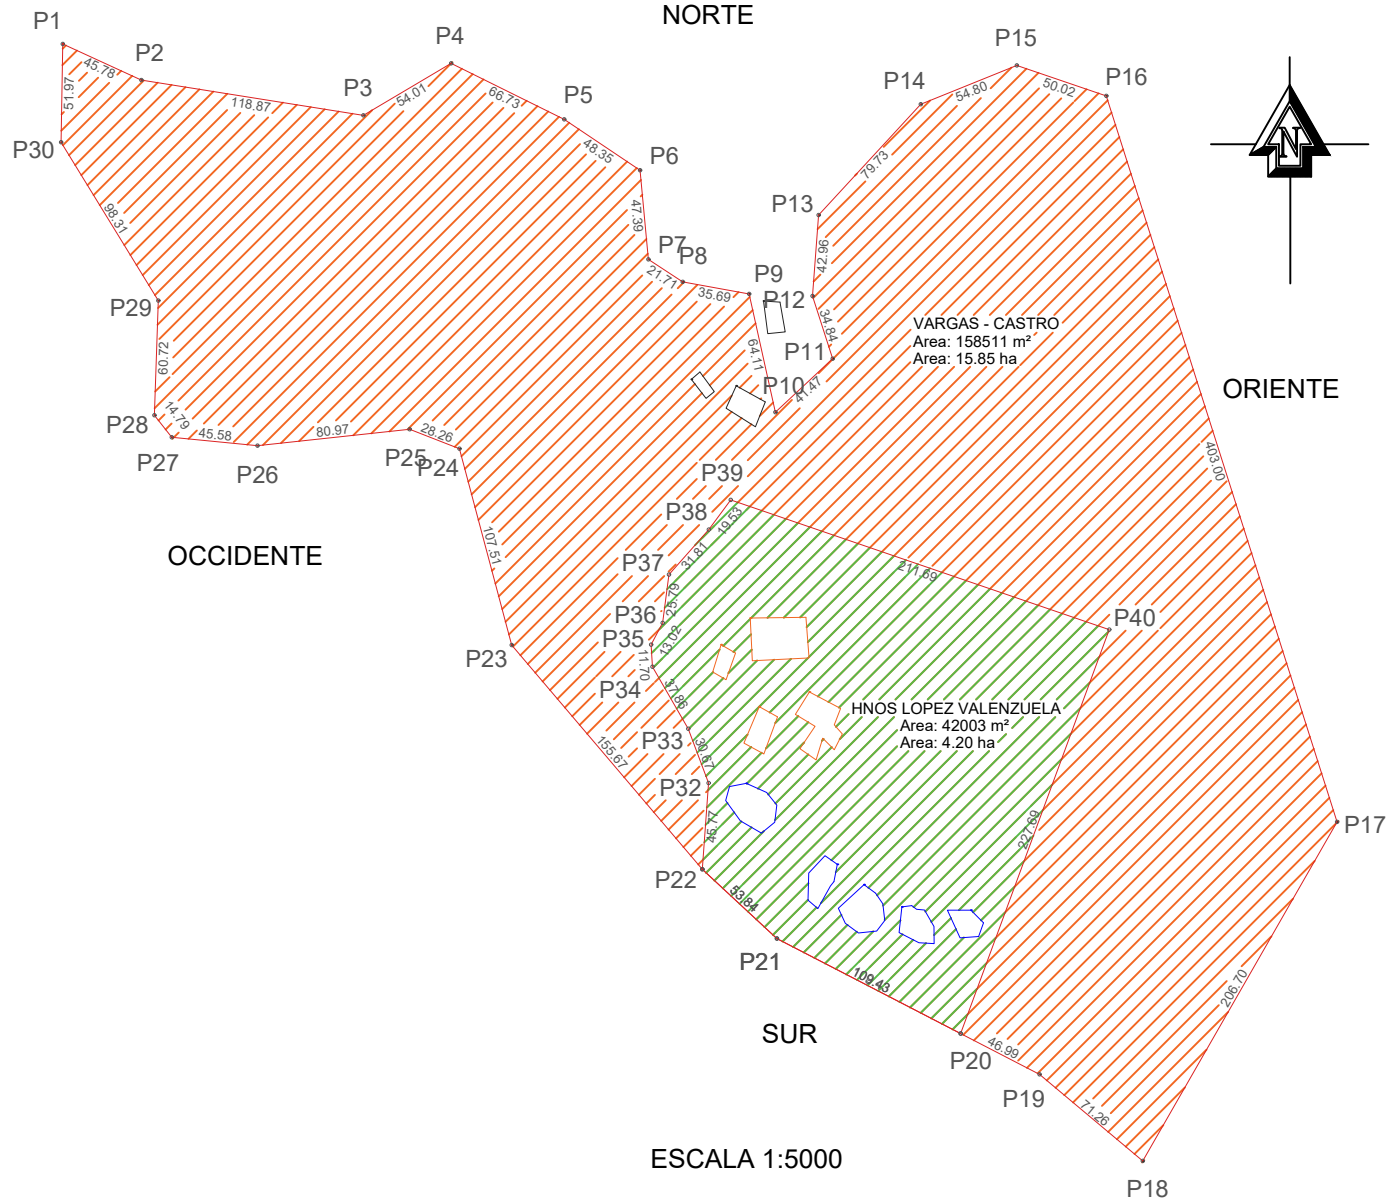 NORTE
P1
P2
P3
P4
P5
P6
P7
P8
P9
P10
P11
P12
P13
P14
P15
P16
P17
P18
P19
P20
P21
P22
P23
P24
P25
P26
P27
P28
P29
P30
P32
P33
P34
P35
P36
P37
P38
P39
P40
45.78
118.87
54.01
66.73
48.35
47.39
21.71
35.69
64.11
41.47
34.84
42.96
79.73
54.80
50.02
403.00
206.70
71.26
46.99
109.43
53.84
155.67
107.51
28.26
80.97
45.58
14.79
60.72
98.31
51.97
45.77
30.67
37.86
11.70
13.02
25.79
31.81
19.53
211.69
227.69
N
VARGAS - CASTRO
Area: 158511 m²
Area: 15.85 ha
ORIENTE
OCCIDENTE
HNOS LOPEZ VALENZUELA
Area: 42003 m²
Area: 4.20 ha
SUR
ESCALA 1:5000